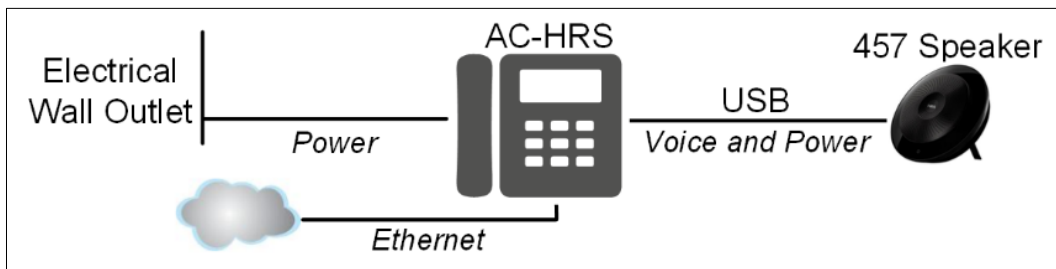 AC-HRS
457 Speaker
Electrical
Wall Outlet
Power
USB
Voice and Power
Ethernet